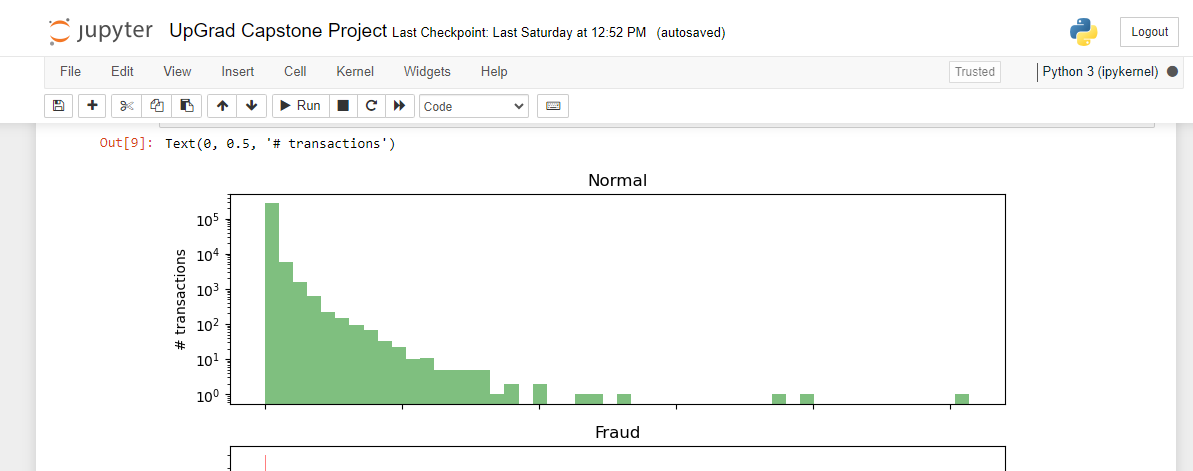 jupyter UpGrad Capstone Project Last Checkpoint: Last Saturday at 12:52 PM (autosaved) Logout
File Edit View Insert Cell Kernel Widgets Help Trusted Python 3 (ipykernel)
Run Code
Out[9]: Text(0, 0.5, '# transactions')
Normal
10⁵
10⁴
10³
10²
10¹
10⁰
# transactions
Fraud